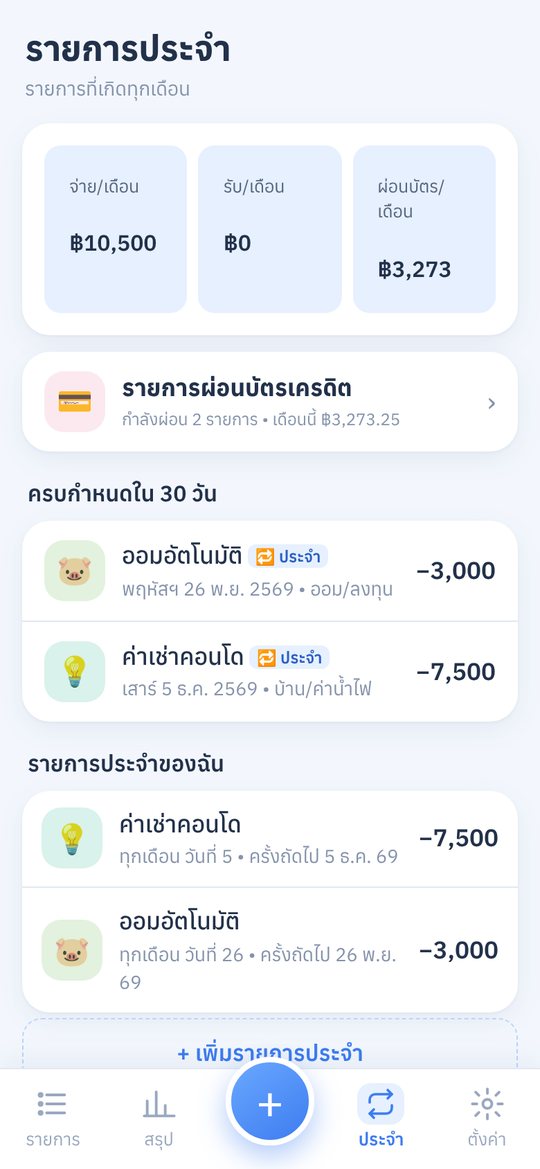 รายการประจำ
รายการที่เกิดทุกเดือน
จ่าย/เดือน
฿10,500
รับ/เดือน
฿0
ผ่อนบัตร/
เดือน
฿3,273
รายการผ่อนบัตรเครดิต
กำลังผ่อน 2 รายการ • เดือนนี้ ฿3,273.25
›
ครบกำหนดใน 30 วัน
ออมอัตโนมัติ 🔁 ประจำ
พฤหัสฯ 26 พ.ย. 2569 • ออม/ลงทุน
−3,000
ค่าเช่าคอนโด 🔁 ประจำ
เสาร์ 5 ธ.ค. 2569 • บ้าน/ค่าน้ำไฟ
−7,500
รายการประจำของฉัน
ค่าเช่าคอนโด
ทุกเดือน วันที่ 5 • ครั้งถัดไป 5 ธ.ค. 69
−7,500
ออมอัตโนมัติ
ทุกเดือน วันที่ 26 • ครั้งถัดไป 26 พ.ย.
69
−3,000
+ เพิ่มรายการประจำ
รายการ
สรุป
+
ประจำ
ตั้งค่า